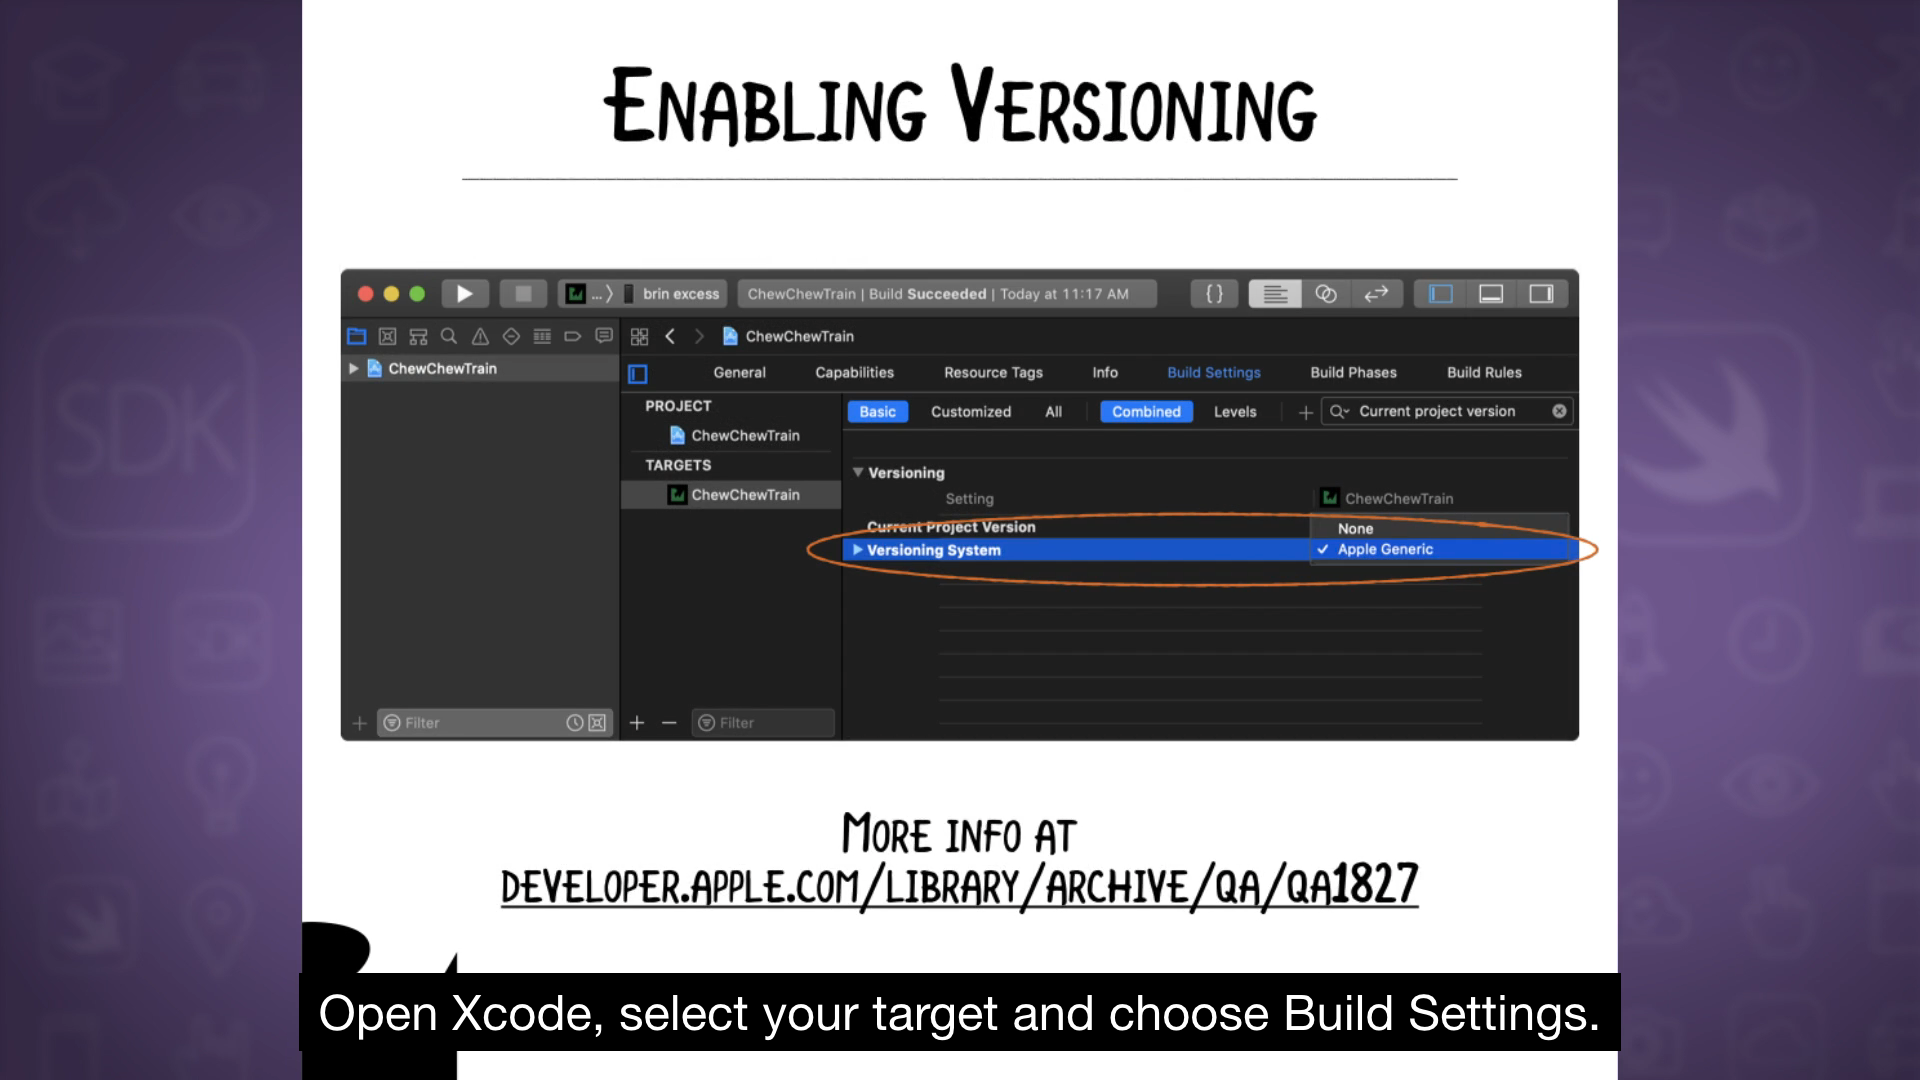 Enabling Versioning
... 〉 brin excess
ChewChewTrain | Build Succeeded | Today at 11:17 AM
{ }
ChewChewTrain
ChewChewTrain
General Capabilities Resource Tags Info Build Settings Build Phases Build Rules
PROJECT
ChewChewTrain
TARGETS
ChewChewTrain
Basic Customized All Combined Levels + Current project version
Versioning
Setting ChewChewTrain
Current Project Version None
Versioning System ✓ Apple Generic
+ Filter
+ − Filter
More info at
developer.apple.com/library/archive/qa/qa1827
Open Xcode, select your target and choose Build Settings.
SDK
SDK